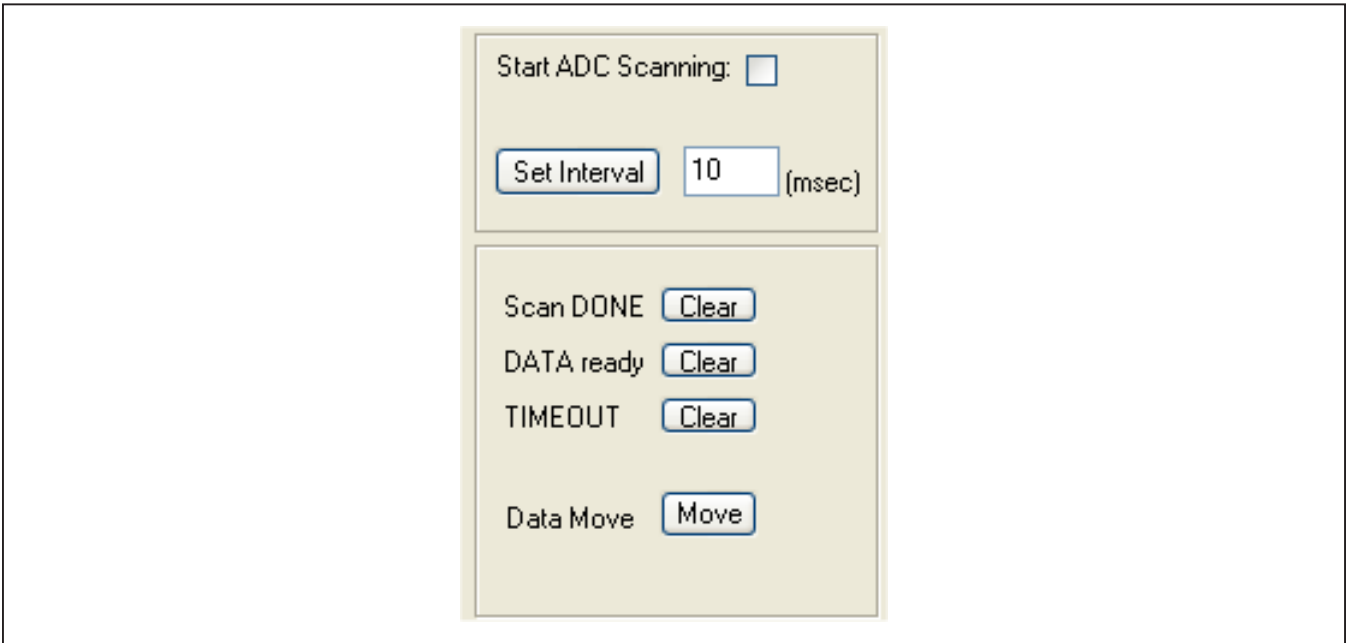 Start ADC Scanning:
Set Interval 10 (msec)
Scan DONE Clear
DATA ready Clear
TIMEOUT Clear
Data Move Move